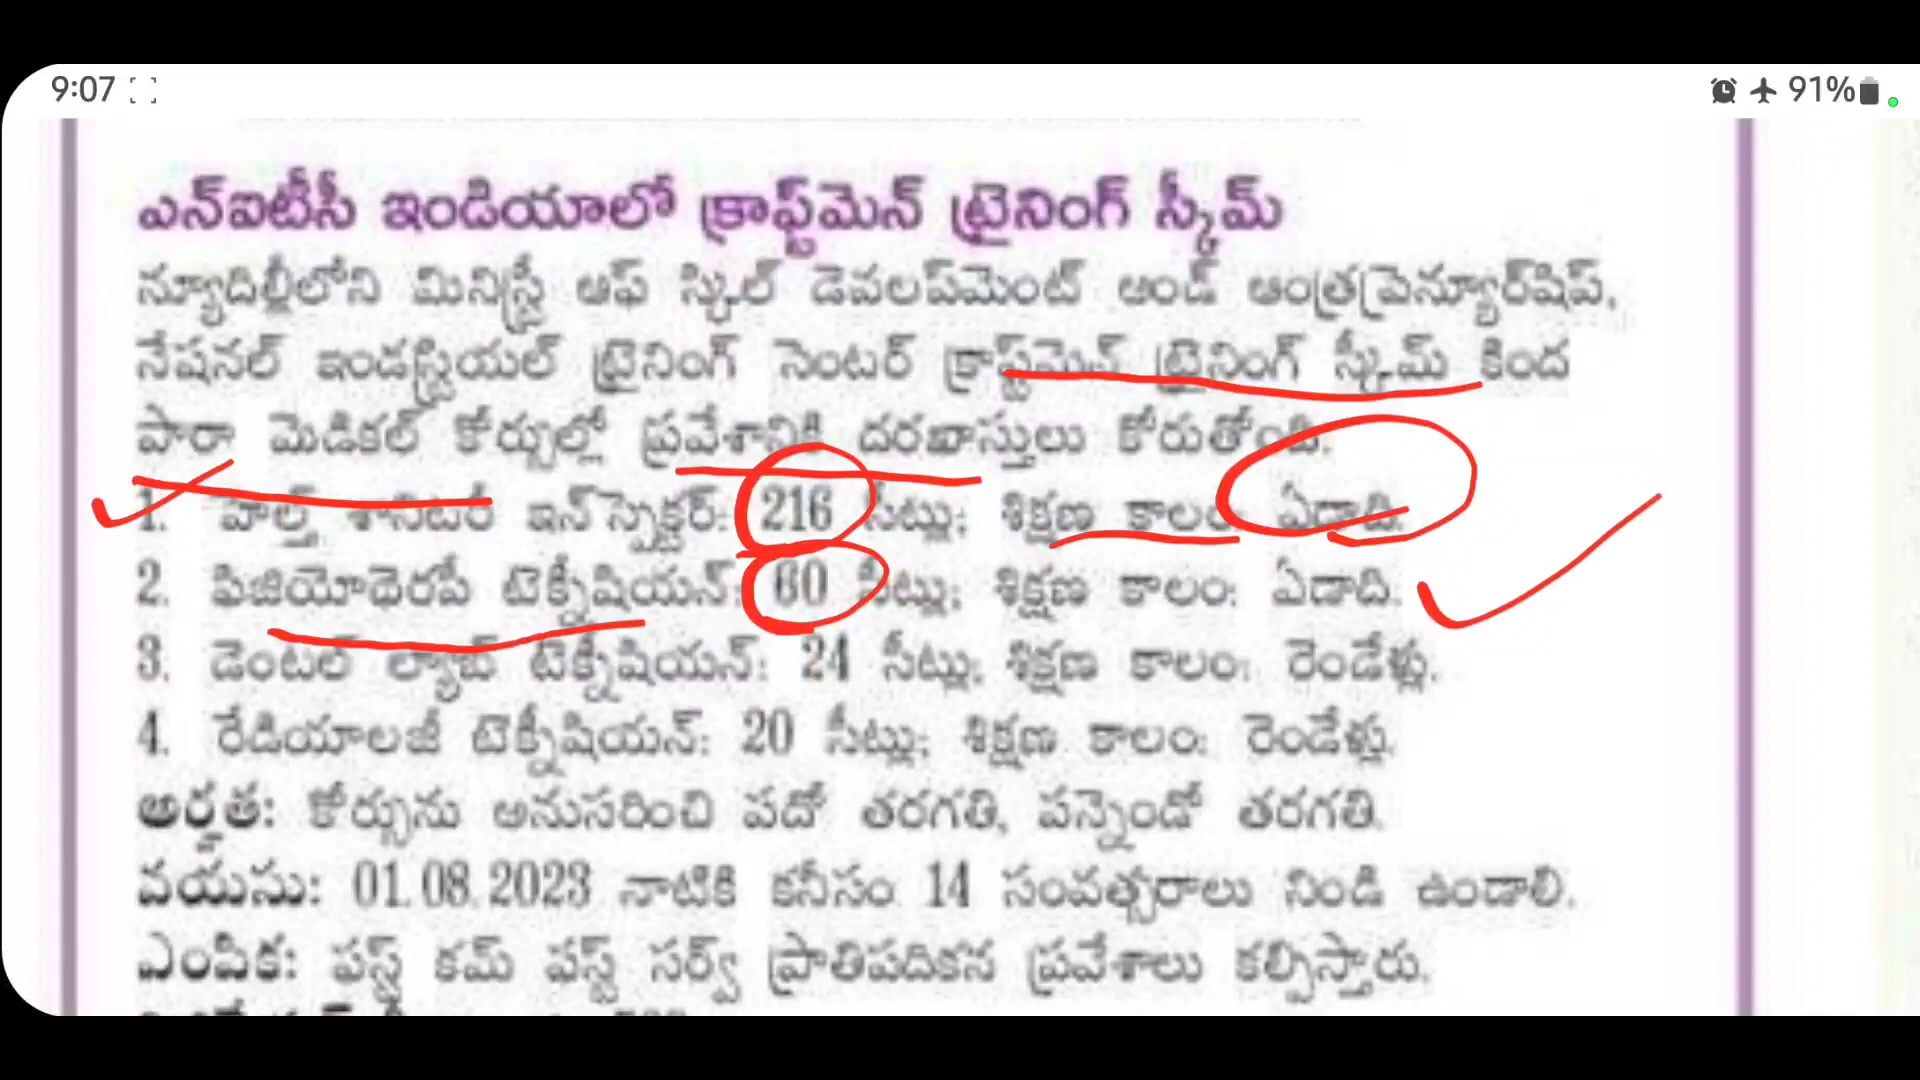 9:07 91%
ఎన్ఐటీసీ ఇండియాలో క్రాఫ్ట్‌మెన్ ట్రైనింగ్ స్కీమ్
న్యూదిల్లీలోని మినిస్ట్రీ ఆఫ్ స్కిల్ డెవలప్‌మెంట్ అండ్ ఆంత్రప్రెన్యూర్‌షిప్,
నేషనల్ ఇండస్ట్రియల్ ట్రైనింగ్ సెంటర్ క్రాఫ్ట్‌మెన్ ట్రైనింగ్ స్కీమ్ కింద
పారా మెడికల్ కోర్సుల్లో ప్రవేశానికి దరఖాస్తులు కోరుతోంది.
1. హెల్త్ శానిటరీ ఇన్‌స్పెక్టర్: 216 సీట్లు; శిక్షణ కాలం: ఏడాది.
2. ఫిజియోథెరపీ టెక్నీషియన్: 60 సీట్లు; శిక్షణ కాలం: ఏడాది.
3. డెంటల్ ల్యాబ్ టెక్నీషియన్: 24 సీట్లు; శిక్షణ కాలం: రెండేళ్లు.
4. రేడియాలజీ టెక్నీషియన్: 20 సీట్లు; శిక్షణ కాలం: రెండేళ్లు.
అర్హత: కోర్సును అనుసరించి పదో తరగతి, పన్నెండో తరగతి.
వయసు: 01.08.2023 నాటికి కనీసం 14 సంవత్సరాలు నిండి ఉండాలి.
ఎంపిక: ఫస్ట్ కమ్ ఫస్ట్ సర్వ్ ప్రాతిపదికన ప్రవేశాలు కల్పిస్తారు.